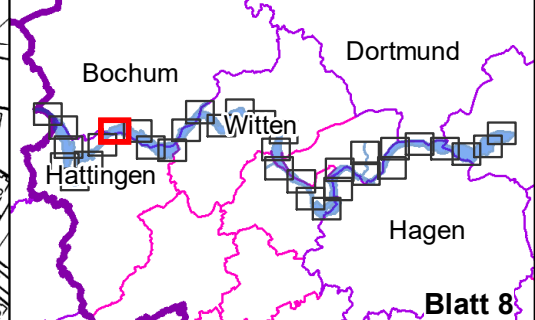 Dortmund
Bochum
Witten
Hattingen
Hagen
Blatt 8